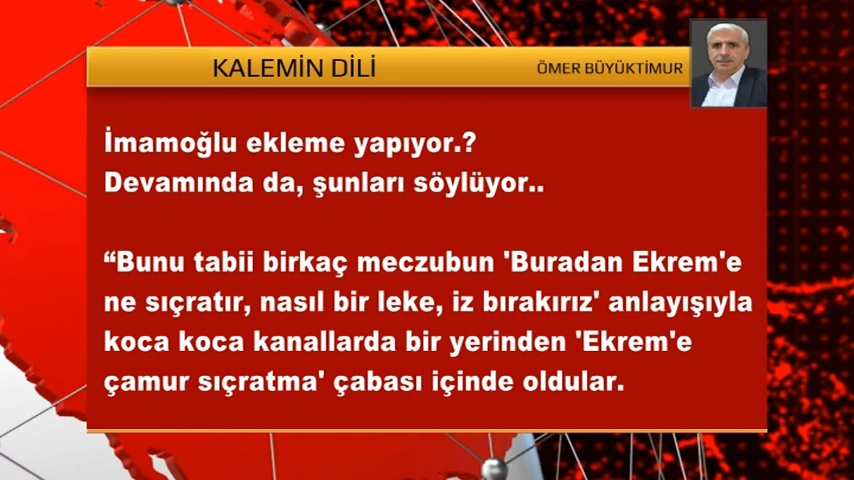 KALEMİN DİLİ
ÖMER BÜYÜKTİMUR
İmamoğlu ekleme yapıyor.?
Devamında da, şunları söylüyor..
“Bunu tabii birkaç meczubun 'Buradan Ekrem'e
ne sıçratır, nasıl bir leke, iz bırakırız' anlayışıyla
koca koca kanallarda bir yerinden 'Ekrem'e
çamur sıçratma' çabası içinde oldular.